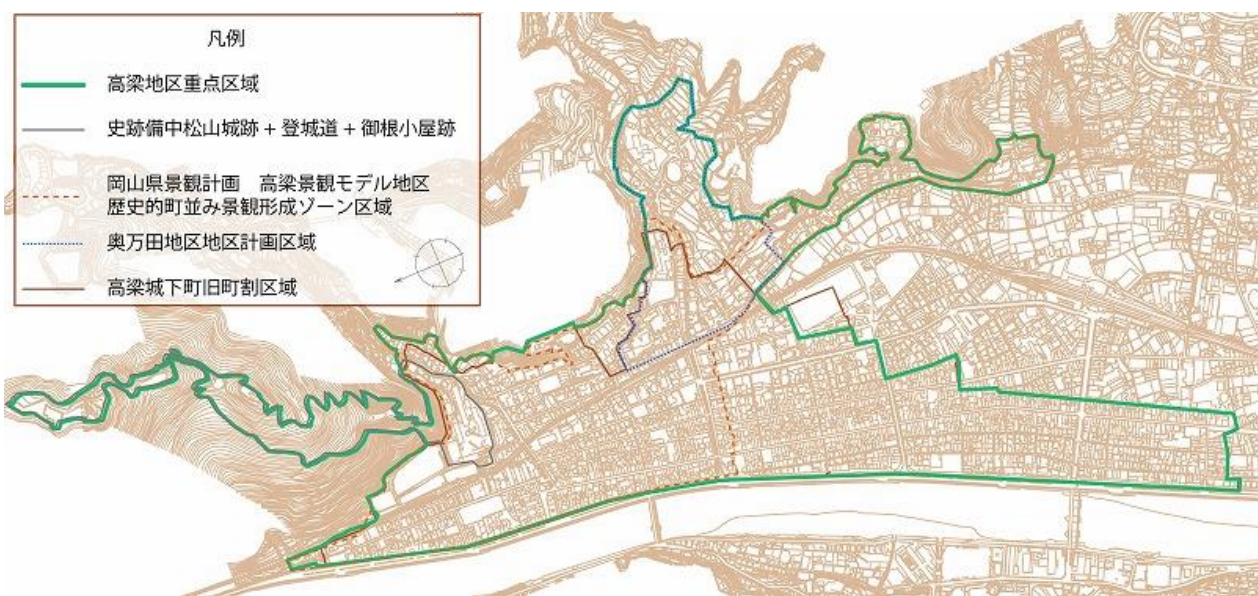 凡例
高梁地区重点区域
史跡備中松山城跡 + 登城道 + 御根小屋跡
岡山県景観計画　高梁景観モデル地区
歴史的町並み景観形成ゾーン区域
奥万田地区地区計画区域
高梁城下町旧町割区域